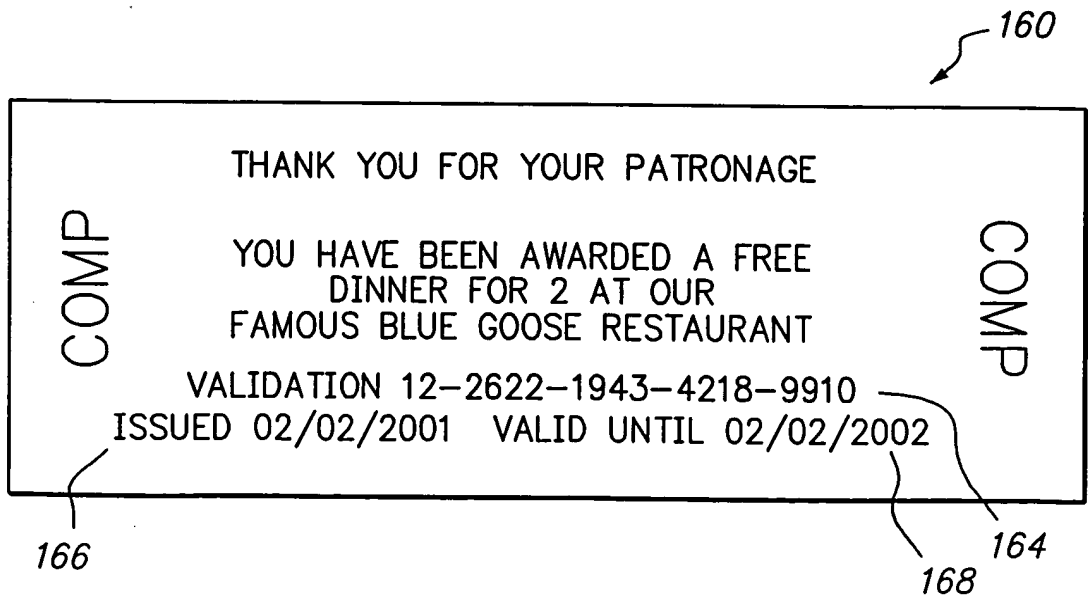 160
THANK YOU FOR YOUR PATRONAGE
COMP
YOU HAVE BEEN AWARDED A FREE
DINNER FOR 2 AT OUR
FAMOUS BLUE GOOSE RESTAURANT
COMP
VALIDATION 12-2622-1943-4218-9910
ISSUED 02/02/2001 VALID UNTIL 02/02/2002
166
168
164